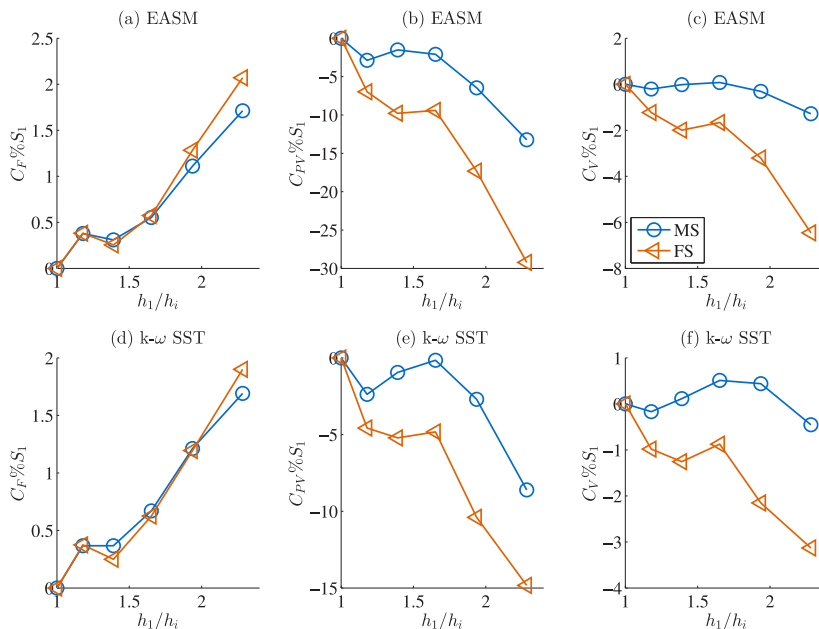 (a) EASM
(b) EASM
(c) EASM
2.5
2
1.5
1
0.5
0
C_F%S_1
1
1.5
2
h_1/h_i
0
−5
−10
−15
−20
−25
−30
C_PV%S_1
1
1.5
2
h_1/h_i
2
0
−2
−4
−6
−8
C_V%S_1
MS
FS
1
1.5
2
h_1/h_i
(d) k-ω SST
(e) k-ω SST
(f) k-ω SST
2
1.5
1
0.5
0
C_F%S_1
1
1.5
2
h_1/h_i
0
−5
−10
−15
C_PV%S_1
1
1.5
2
h_1/h_i
1
0
−1
−2
−3
−4
C_V%S_1
1
1.5
2
h_1/h_i